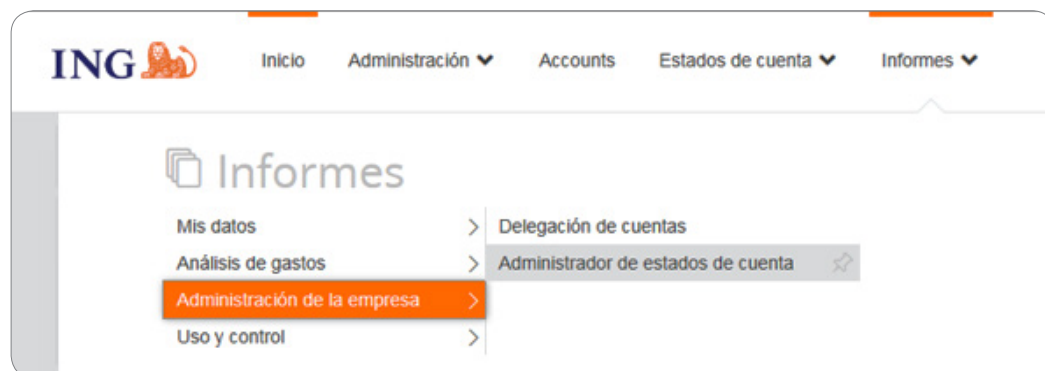 ING Inicio Administración Accounts Estados de cuenta Informes
Informes
Mis datos Delegación de cuentas
Análisis de gastos Administrador de estados de cuenta
Administración de la empresa
Uso y control